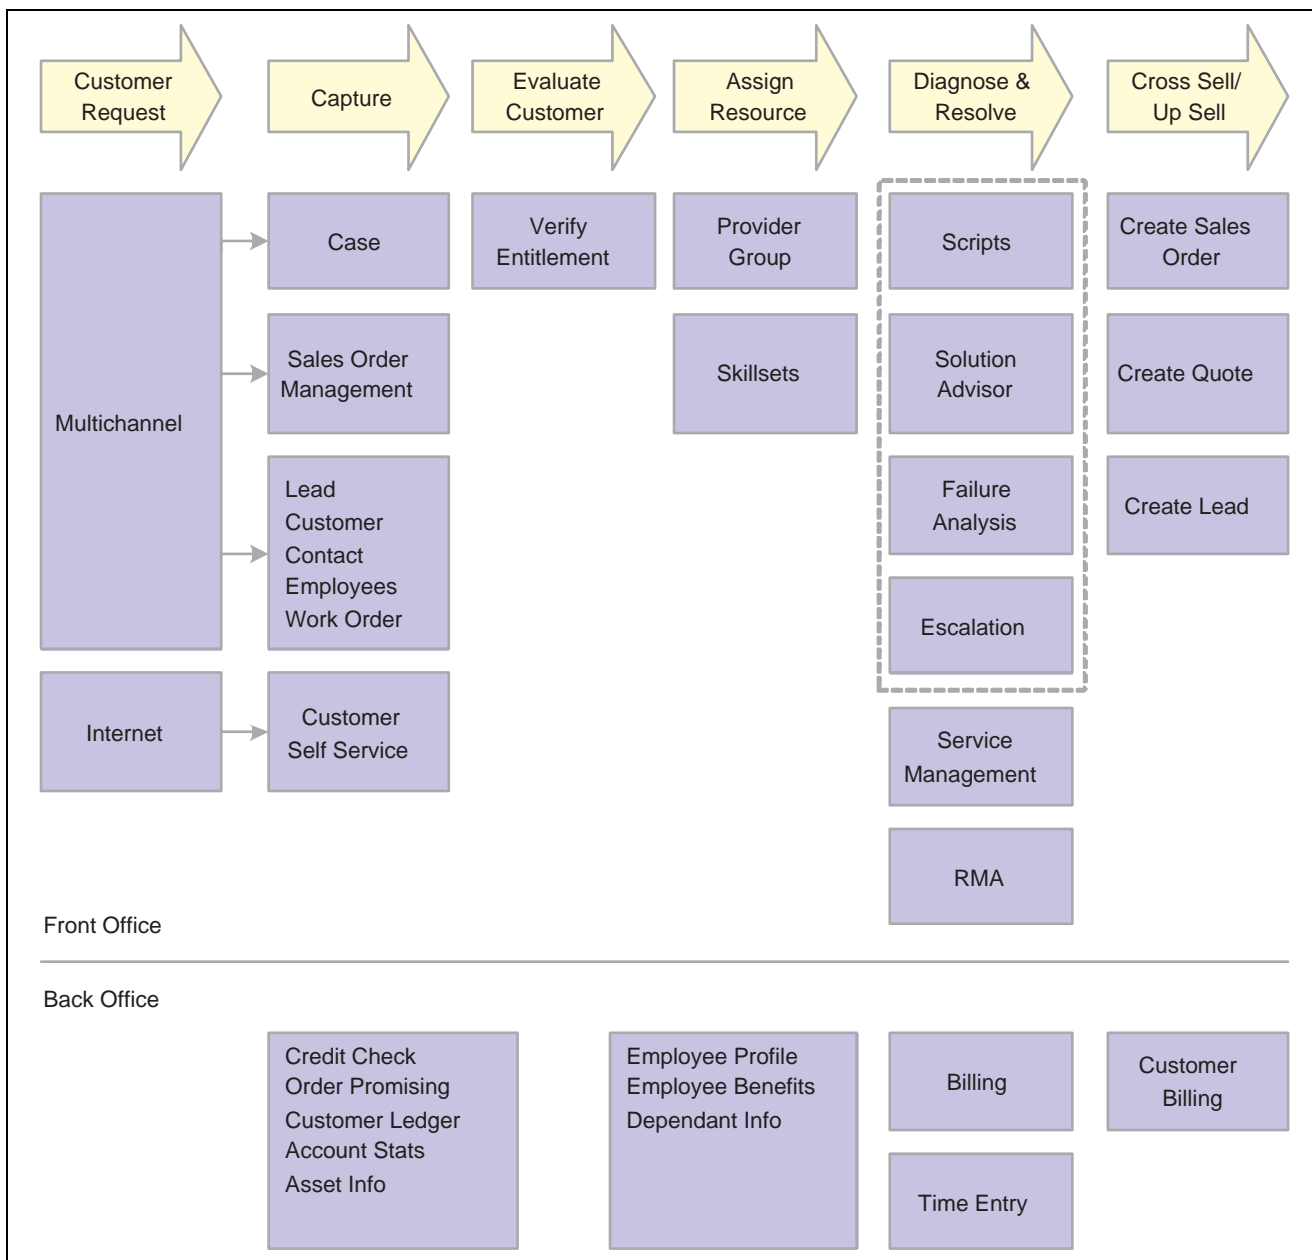 Customer
Request
Capture
Evaluate
Customer
Assign
Resource
Diagnose &
Resolve
Cross Sell/
Up Sell
Multichannel
Case
Verify
Entitlement
Provider
Group
Scripts
Create Sales
Order
Sales Order
Management
Skillsets
Solution
Advisor
Create Quote
Lead
Customer
Contact
Employees
Work Order
Failure
Analysis
Create Lead
Escalation
Internet
Customer
Self Service
Service
Management
RMA
Front Office
Back Office
Credit Check
Order Promising
Customer Ledger
Account Stats
Asset Info
Employee Profile
Employee Benefits
Dependant Info
Billing
Customer
Billing
Time Entry